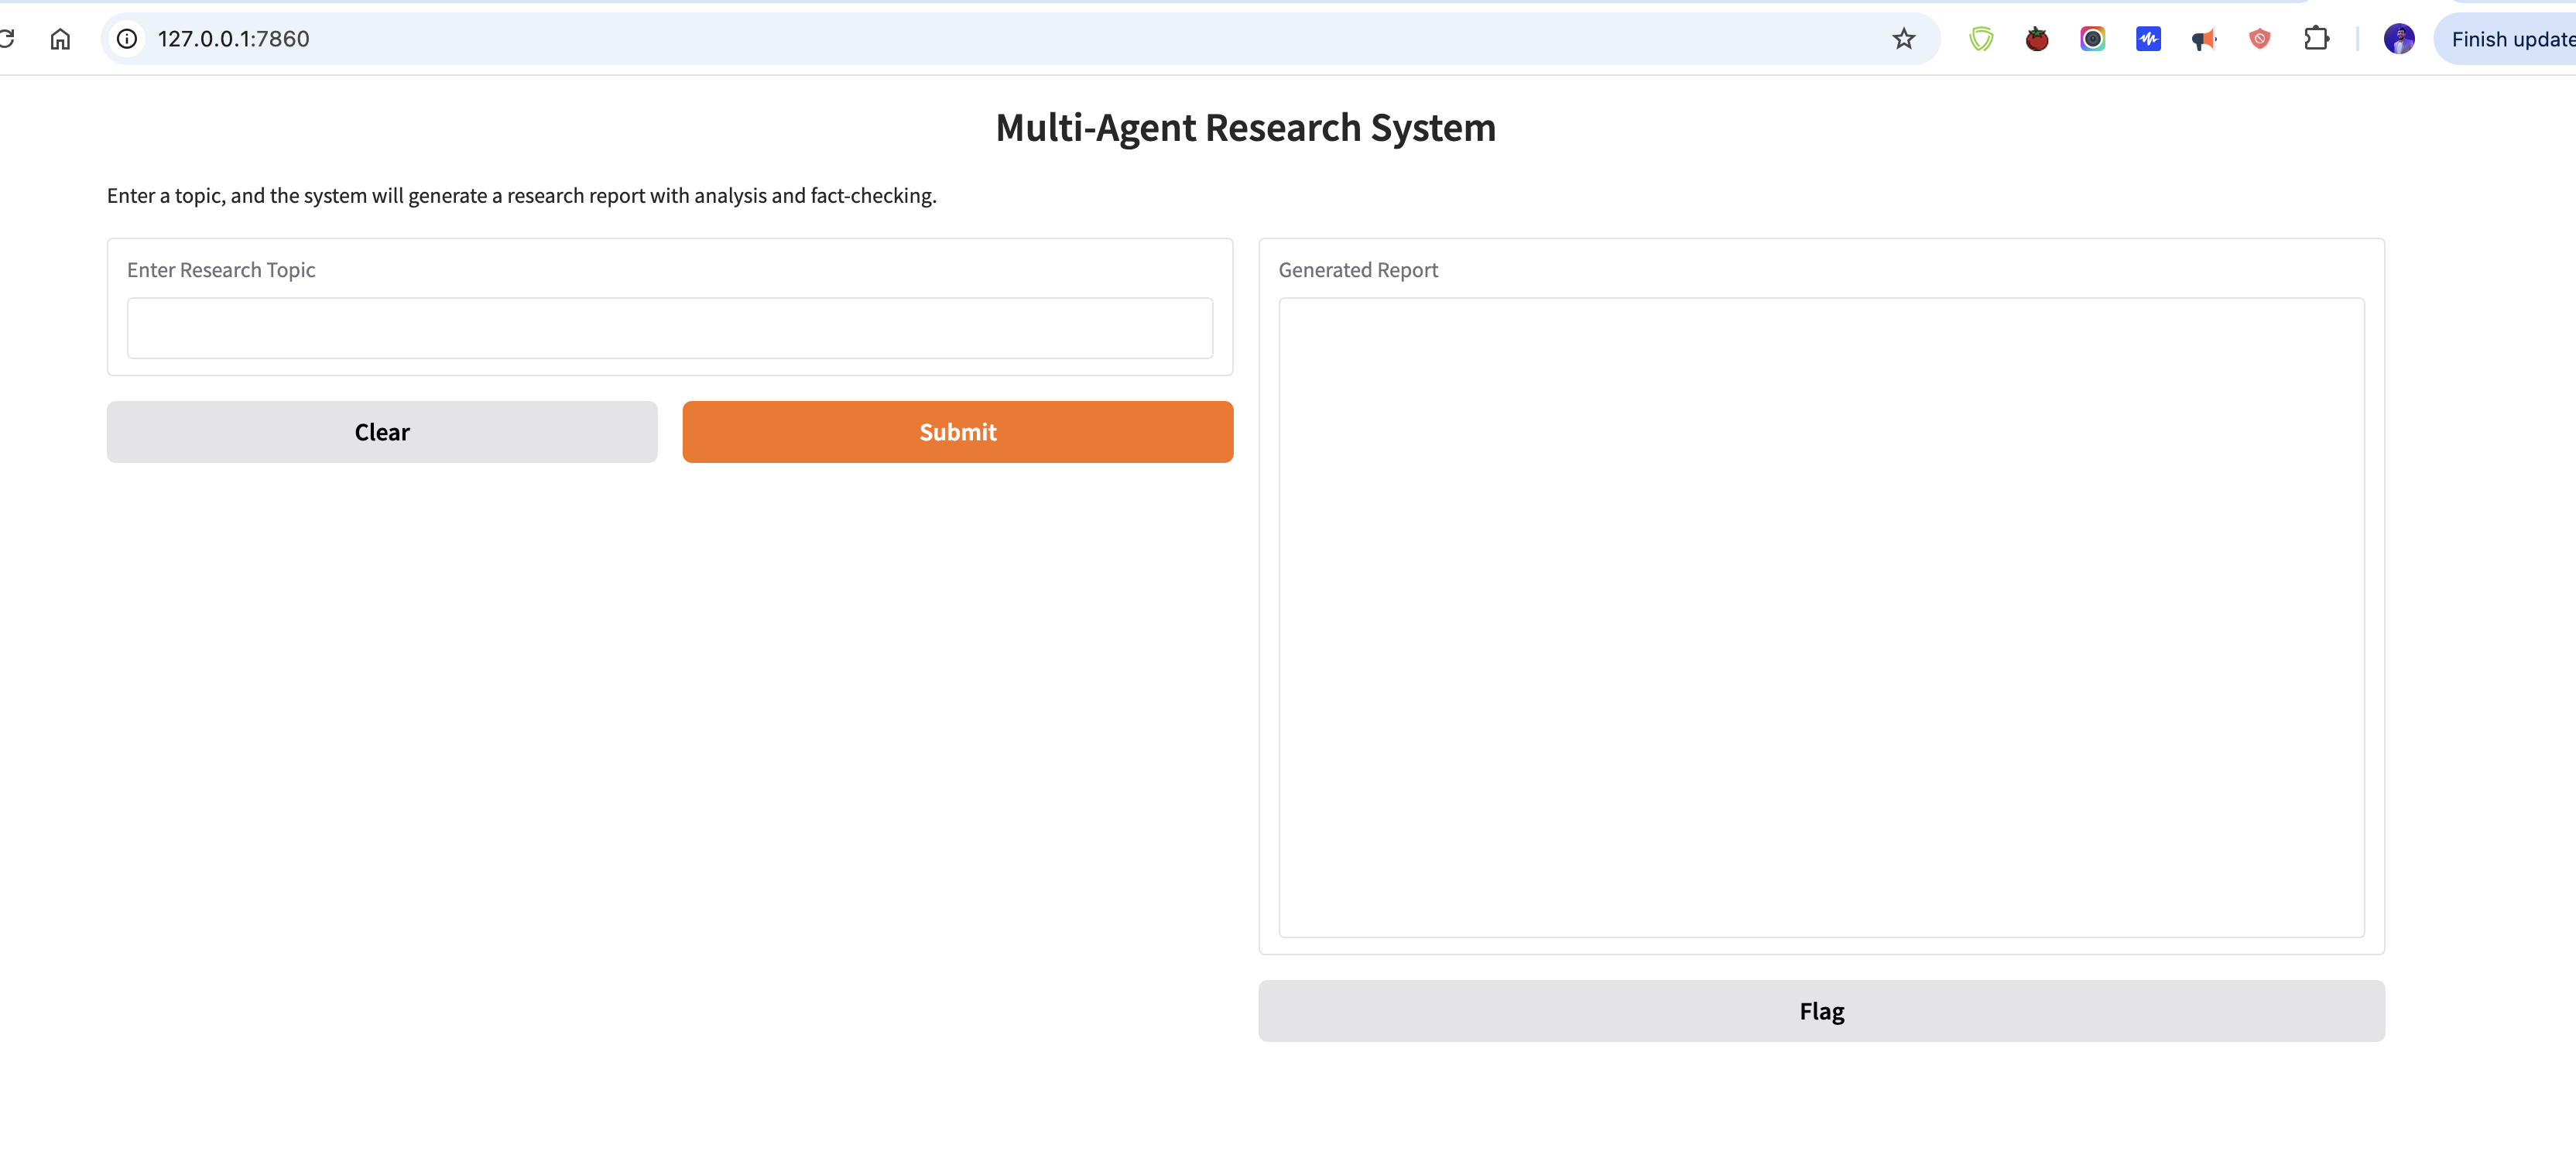 127.0.0.1:7860
Finish update
Multi-Agent Research System
Enter a topic, and the system will generate a research report with analysis and fact-checking.
Enter Research Topic
Clear
Submit
Generated Report
Flag